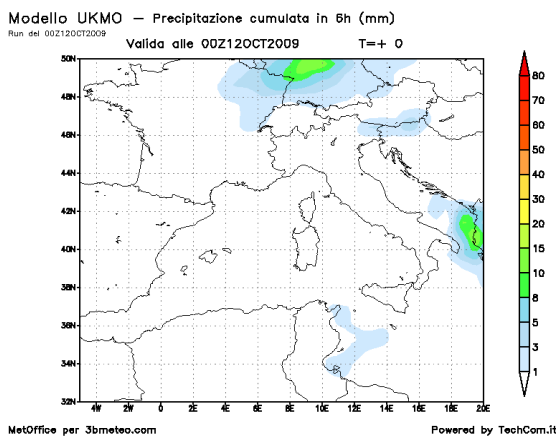 Modello UKMO – Precipitazione cumulata in 6h (mm)
Run del 00Z12OCT2009
Valida alle 00Z12OCT2009 T=+ 0
50N
48N
46N
44N
42N
40N
38N
36N
34N
32N
4W 2W 0 2E 4E 6E 8E 10E 12E 14E 16E 18E 20E
80
70
60
50
40
30
20
15
10
8
5
3
1
MetOffice per 3bmeteo.com Powered by TechCom.it